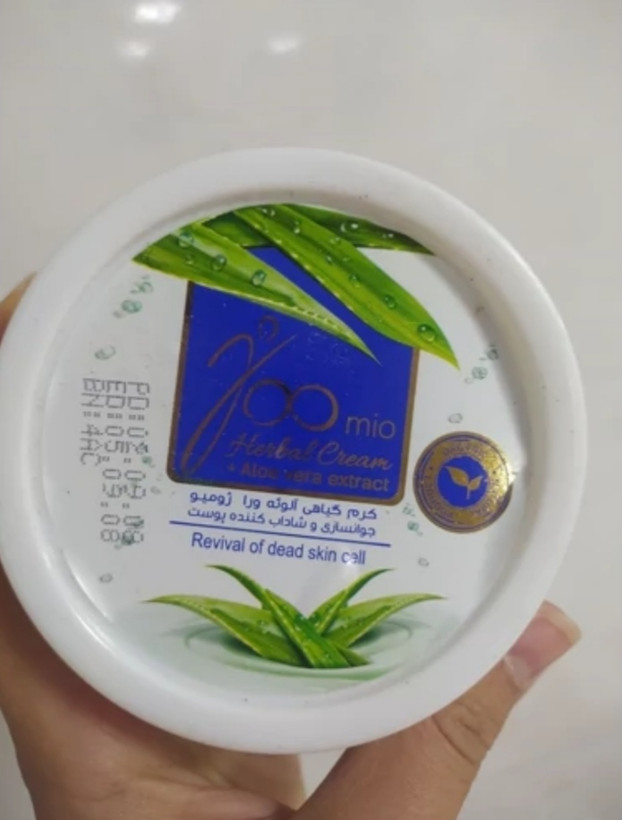 Joo mio
Herbal Cream
+ Aloe vera extract
کرم گیاهی آلوئه ورا ژومیو
جوانسازی و شاداب کننده پوست
Revival of dead skin cell